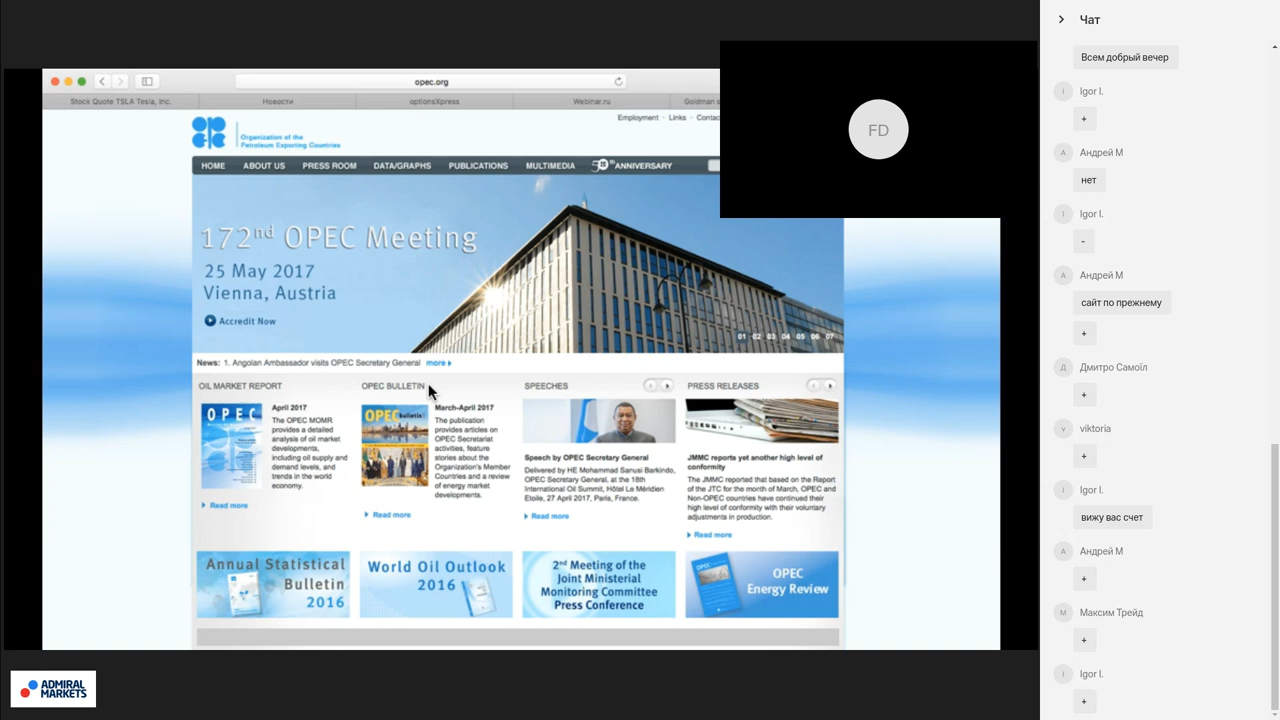 opec.org
Stock Quote TSLA Tesla, Inc.
Новости
optionsXpress
Webinar.ru
Goldman s
Organization of the
Petroleum Exporting Countries
Employment
Links
Contac
HOME
ABOUT US
PRESS ROOM
DATA/GRAPHS
PUBLICATIONS
MULTIMEDIA
50th ANNIVERSARY
172nd OPEC Meeting
25 May 2017
Vienna, Austria
Accredit Now
01 02 03 04 05 06 07
News: 1. Angolan Ambassador visits OPEC Secretary General more
OIL MARKET REPORT
OPEC
April 2017
The OPEC MOMR
provides a detailed
analysis of oil market
developments,
including oil supply and
demand levels, and
trends in the world
economy.
Read more
OPEC BULLETIN
OPEC bulletin
March-April 2017
The publication
provides articles on
OPEC Secretariat
activities, feature
stories about the
Organization's Member
Countries and a review
of energy market
developments.
Read more
SPEECHES
Speech by OPEC Secretary General
Delivered by HE Mohammad Sanusi Barkindo,
OPEC Secretary General, at the 18th
International Oil Summit, Hôtel Le Méridien
Etoile, 27 April 2017, Paris, France.
Read more
PRESS RELEASES
JMMC reports yet another high level of
conformity
The JMMC reported that based on the Report
of the JTC for the month of March, OPEC and
Non-OPEC countries have continued their
high level of conformity with their voluntary
adjustments in production.
Read more
Annual Statistical
Bulletin
2016
World Oil Outlook
2016
2nd Meeting of the
Joint Ministerial
Monitoring Committee
Press Conference
OPEC
Energy Review
FD
ADMIRAL
MARKETS
Чат
Всем добрый вечер
I
Igor I.
+
А
Андрей М
нет
I
Igor I.
-
А
Андрей М
сайт по прежнему
+
Д
Дмитро Самоїл
+
v
viktoria
+
I
Igor I.
вижу вас счет
А
Андрей М
+
М
Максим Трейд
+
I
Igor I.
+